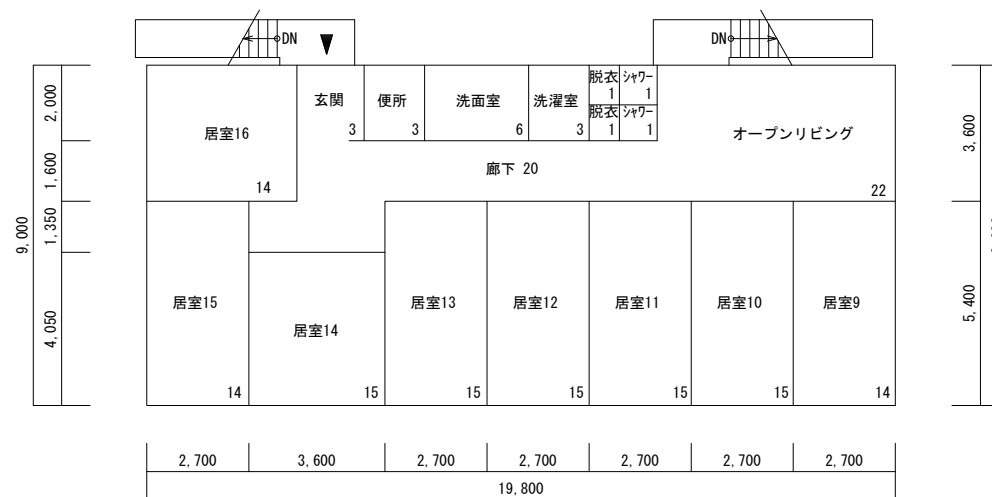 DN
DN
2,000
1,600
1,350
4,050
9,000
玄関
3
便所
3
洗面室
6
洗濯室
3
脱衣
1
シャワー
1
脱衣
1
シャワー
1
居室16
14
オープンリビング
22
廊下 20
居室15
14
居室14
15
居室13
15
居室12
15
居室11
15
居室10
15
居室9
14
3,600
5,400
2,700
3,600
2,700
2,700
2,700
2,700
2,700
19,800